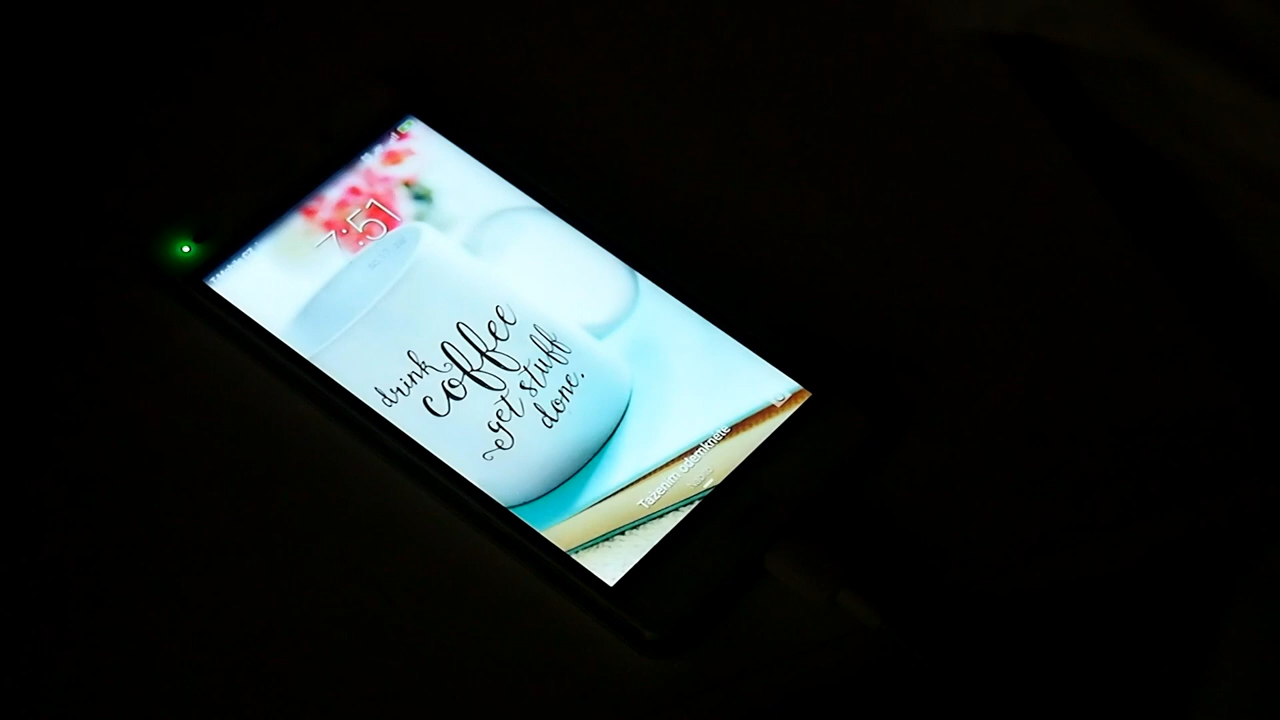 7:51
drink
coffee
get stuff
done.
Tažením odemknete